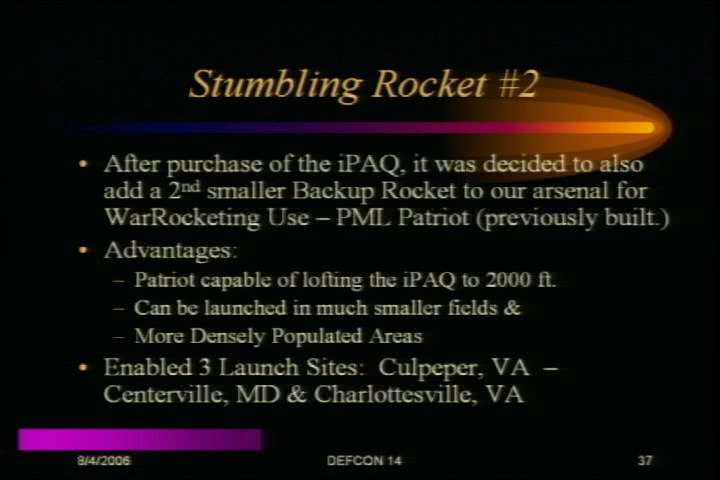 Stumbling Rocket #2
• After purchase of the iPAQ, it was decided to also
add a 2nd smaller Backup Rocket to our arsenal for
WarRocketing Use – PML Patriot (previously built.)
• Advantages:
– Patriot capable of lofting the iPAQ to 2000 ft.
– Can be launched in much smaller fields &
– More Densely Populated Areas
• Enabled 3 Launch Sites: Culpeper, VA –
Centerville, MD & Charlottesville, VA
8/4/2006 DEFCON 14 37